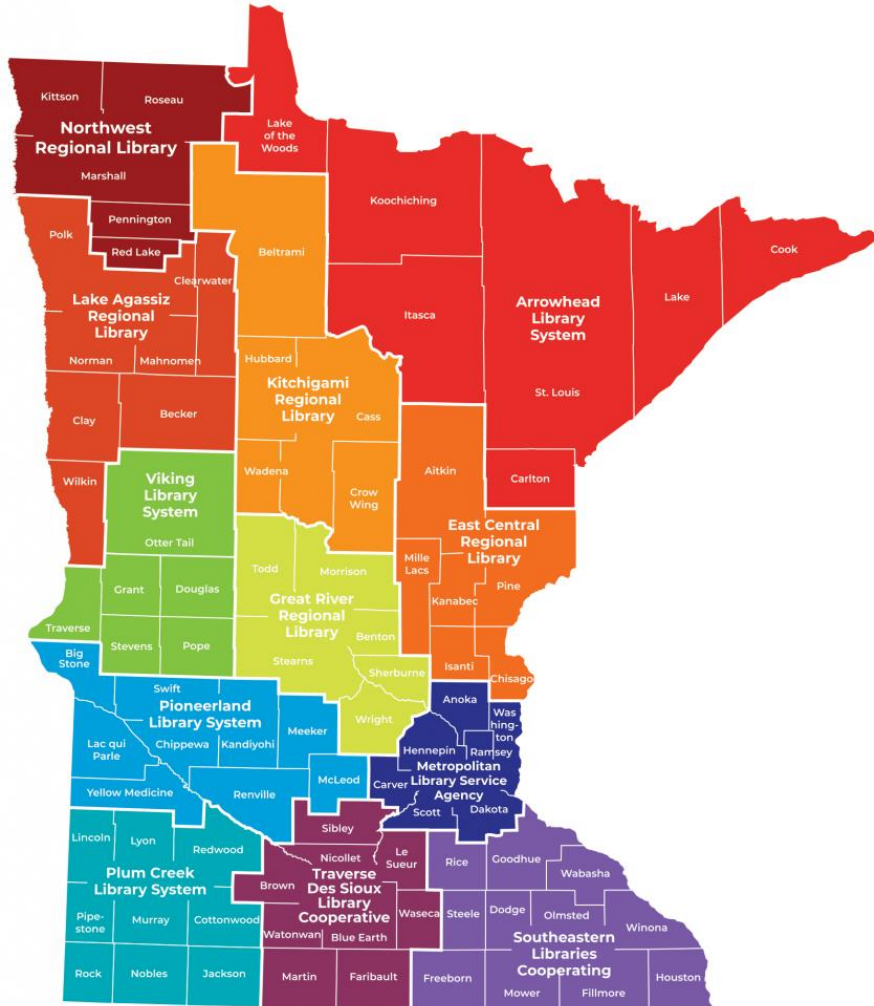 Kittson
Roseau
Northwest
Regional Library
Marshall
Pennington
Red Lake
Lake
of the
Woods
Koochiching
Itasca
Arrowhead
Library
System
St. Louis
Lake
Cook
Carlton
Polk
Clearwater
Lake Agassiz
Regional
Library
Norman
Mahnomen
Clay
Becker
Wilkin
Beltrami
Hubbard
Kitchigami
Regional
Library
Cass
Wadena
Crow
Wing
Viking
Library
System
Otter Tail
Grant
Douglas
Traverse
Stevens
Pope
Aitkin
East Central
Regional
Library
Mille
Lacs
Pine
Kanabec
Isanti
Chisago
Todd
Morrison
Great River
Regional
Library
Benton
Stearns
Sherburne
Wright
Big
Stone
Swift
Pioneerland
Library System
Meeker
Lac qui
Parle
Chippewa
Kandiyohi
McLeod
Yellow Medicine
Renville
Anoka
Was
hing-
ton
Hennepin
Ramsey
Metropolitan
Library Service
Agency
Carver
Scott
Dakota
Lincoln
Lyon
Redwood
Plum Creek
Library System
Pipe-
stone
Murray
Cottonwood
Rock
Nobles
Jackson
Sibley
Nicollet
Le
Sueur
Brown
Traverse
Des Sioux
Library
Cooperative
Waseca
Watonwan
Blue Earth
Martin
Faribault
Rice
Goodhue
Wabasha
Steele
Dodge
Olmsted
Winona
Southeastern
Libraries
Cooperating
Freeborn
Mower
Fillmore
Houston